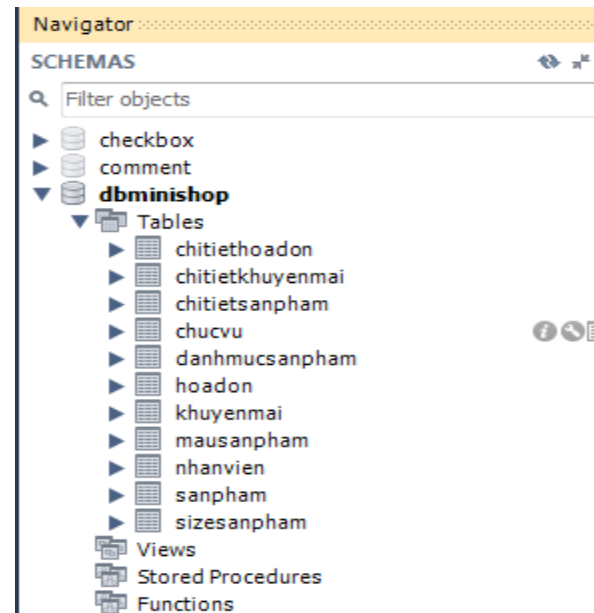 Navigator
SCHEMAS
Filter objects
checkbox
comment
dbminishop
Tables
chitiethoadon
chitietkhuyenmai
chitietsanpham
chucvu
danhmucsanpham
hoadon
khuyenmai
mausanpham
nhanvien
sanpham
sizesanpham
Views
Stored Procedures
Functions